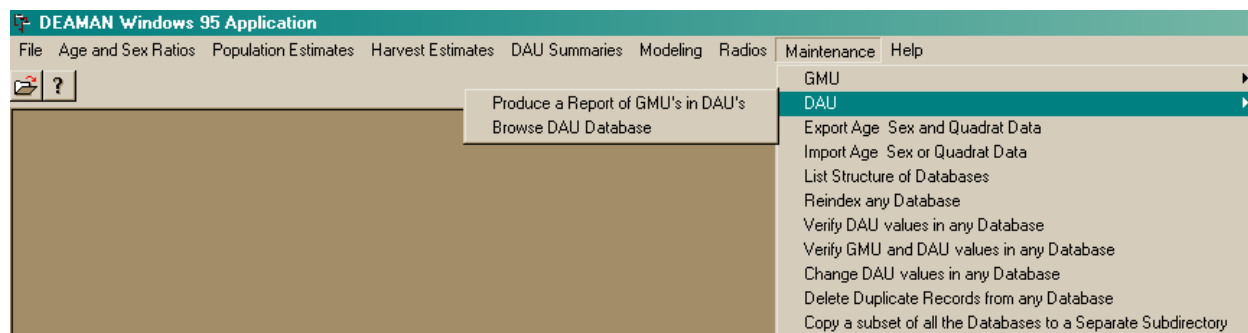 DEAMAN Windows 95 Application
File Age and Sex Ratios Population Estimates Harvest Estimates DAU Summaries Modeling Radios Maintenance Help
?
GMU
DAU
Produce a Report of GMU's in DAU's
Browse DAU Database
Export Age Sex and Quadrat Data
Import Age Sex or Quadrat Data
List Structure of Databases
Reindex any Database
Verify DAU values in any Database
Verify GMU and DAU values in any Database
Change DAU values in any Database
Delete Duplicate Records from any Database
Copy a subset of all the Databases to a Separate Subdirectory